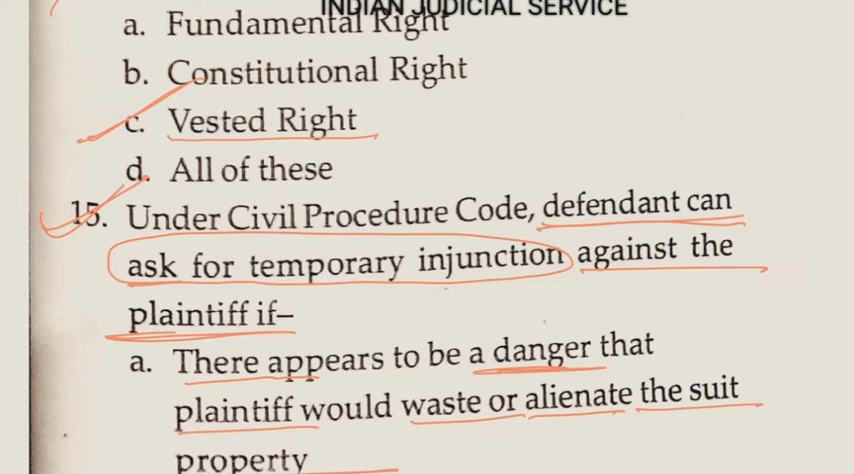 INDIAN JUDICIAL SERVICE
a. Fundamental Right
b. Constitutional Right
c. Vested Right
d. All of these
15. Under Civil Procedure Code, defendant can
ask for temporary injunction against the
plaintiff if–
a. There appears to be a danger that
plaintiff would waste or alienate the suit
property